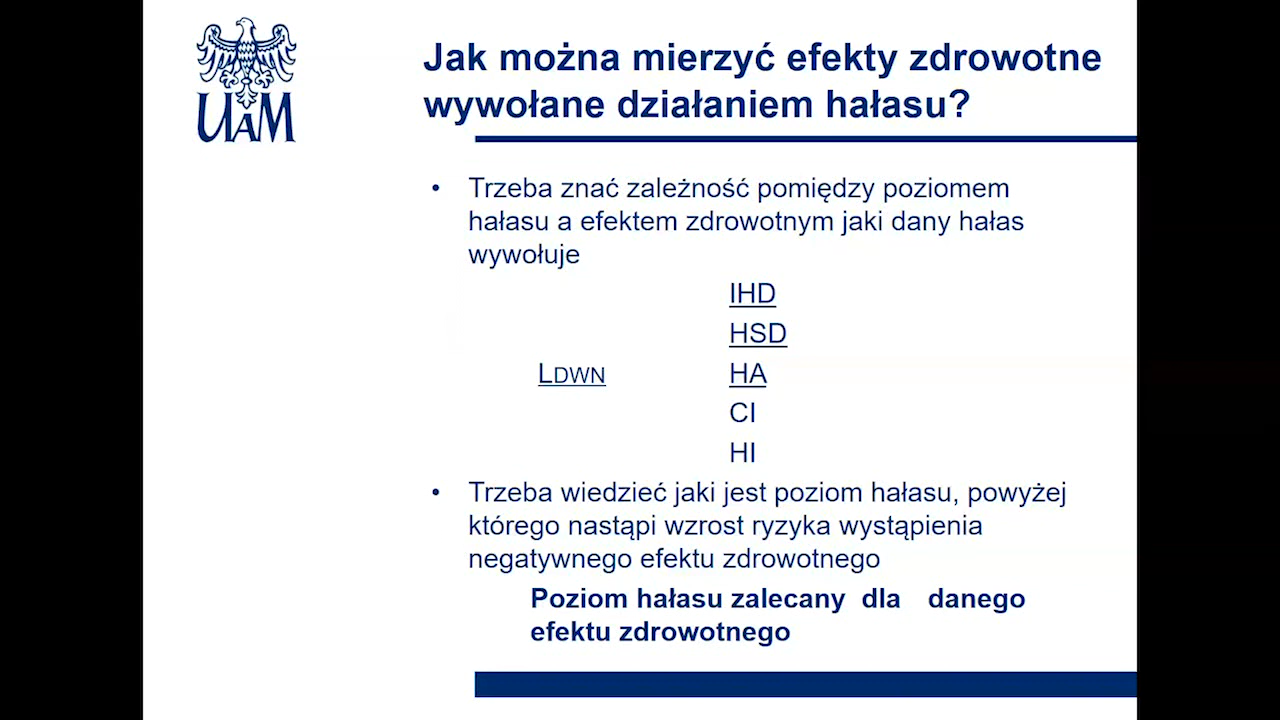 UAM
Jak można mierzyć efekty zdrowotne
wywołane działaniem hałasu?
• Trzeba znać zależność pomiędzy poziomem
hałasu a efektem zdrowotnym jaki dany hałas
wywołuje
IHD
HSD
LDWN HA
CI
HI
• Trzeba wiedzieć jaki jest poziom hałasu, powyżej
którego nastąpi wzrost ryzyka wystąpienia
negatywnego efektu zdrowotnego
Poziom hałasu zalecany dla danego
efektu zdrowotnego